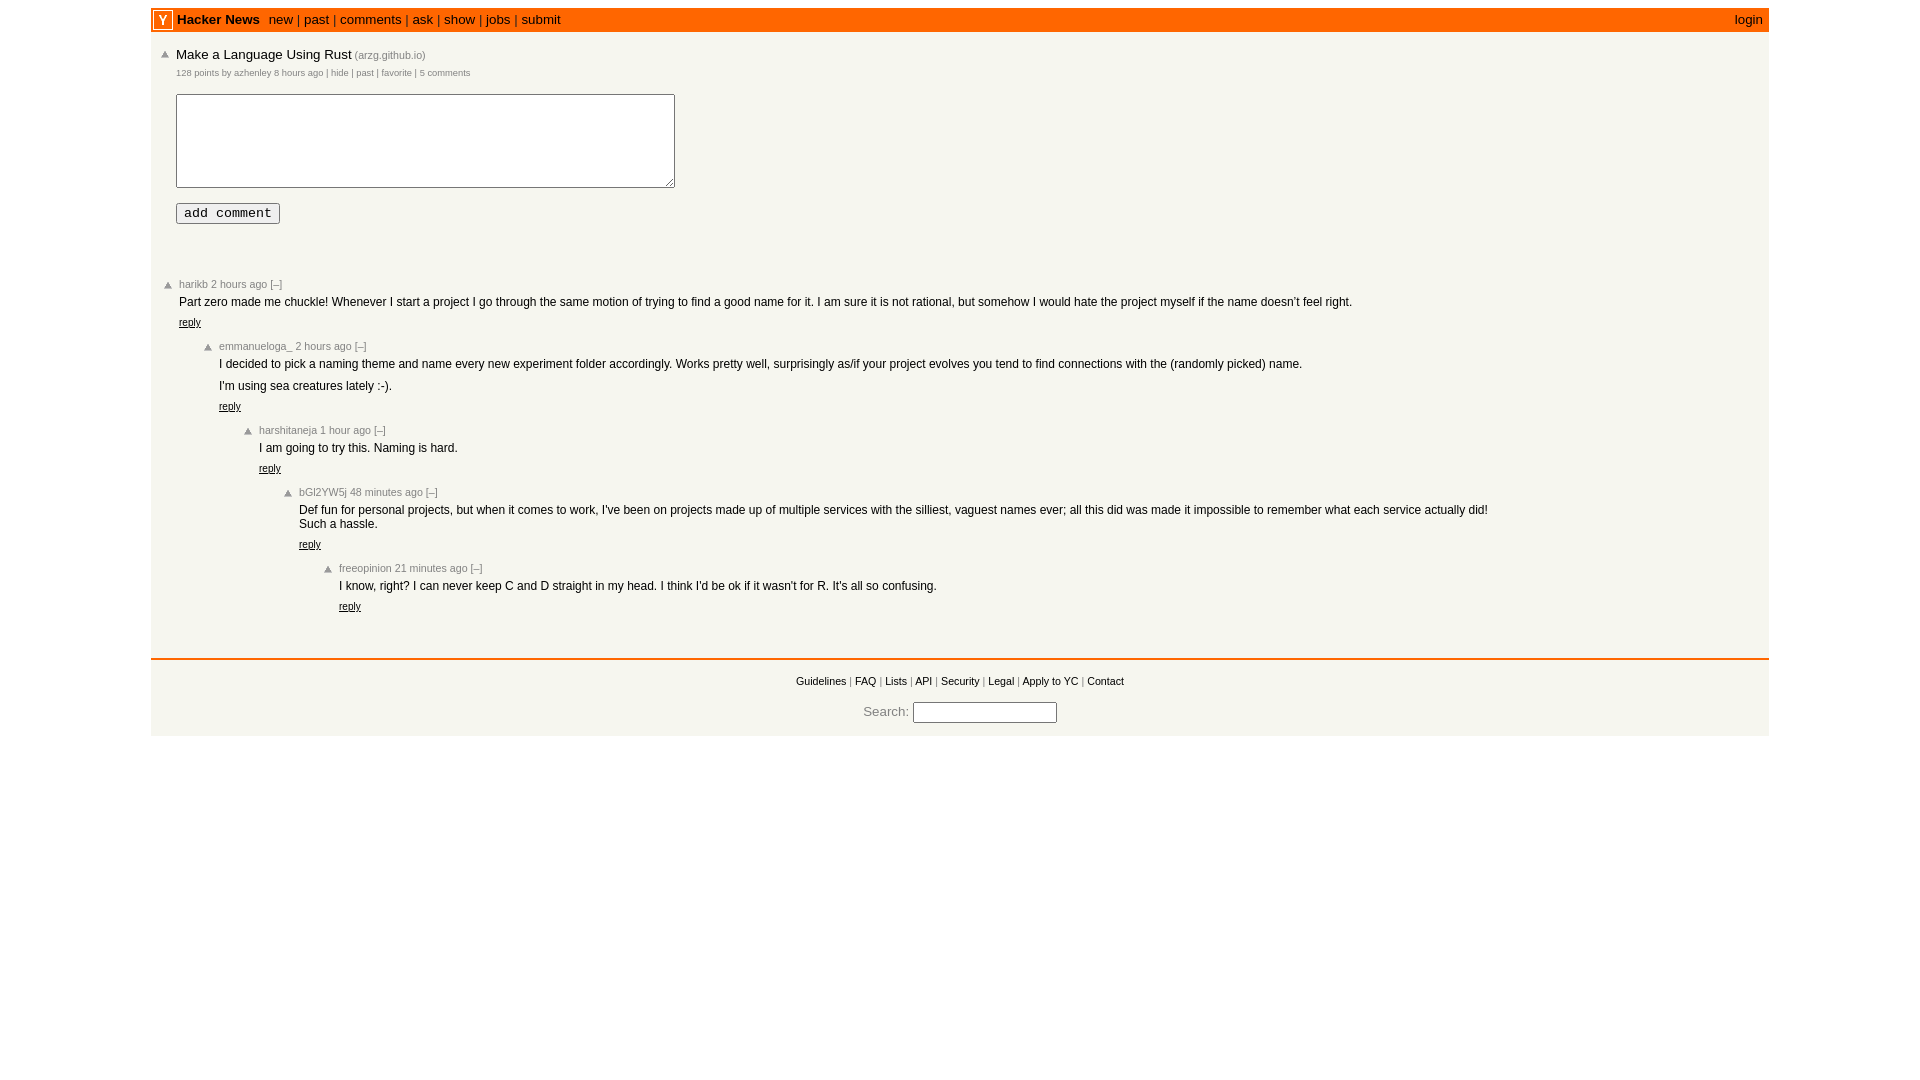 Y Hacker News new | past | comments | ask | show | jobs | submit login
Make a Language Using Rust (arzg.github.io)
128 points by azhenley 8 hours ago | hide | past | favorite | 5 comments
add comment
harikb 2 hours ago [–]
Part zero made me chuckle! Whenever I start a project I go through the same motion of trying to find a good name for it. I am sure it is not rational, but somehow I would hate the project myself if the name doesn’t feel right.
reply
emmanueloga_ 2 hours ago [–]
I decided to pick a naming theme and name every new experiment folder accordingly. Works pretty well, surprisingly as/if your project evolves you tend to find connections with the (randomly picked) name.
I'm using sea creatures lately :-).
reply
harshitaneja 1 hour ago [–]
I am going to try this. Naming is hard.
reply
bGl2YW5j 48 minutes ago [–]
Def fun for personal projects, but when it comes to work, I've been on projects made up of multiple services with the silliest, vaguest names ever; all this did was made it impossible to remember what each service actually did!
Such a hassle.
reply
freeopinion 21 minutes ago [–]
I know, right? I can never keep C and D straight in my head. I think I'd be ok if it wasn't for R. It's all so confusing.
reply
Guidelines | FAQ | Lists | API | Security | Legal | Apply to YC | Contact
Search: